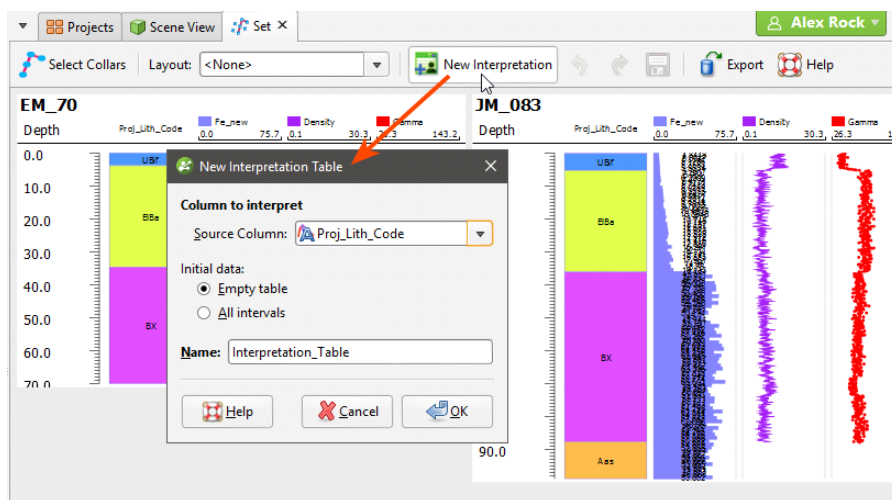 Projects Scene View Set Alex Rock
Select Collars Layout: <None> New Interpretation Export Help
EM_70 JM_083
Depth Proj_Lith_Code Fe_new Density Gamma Depth Proj_Lith_Code Fe_new Density Gamma
0.0 75.7, 0.1 30.3, 143.2, 0.0 75.7, 0.1 30.3, 26.3
0.0 UBf UBf
10.0
20.0 BBa BBa
30.0
40.0
50.0 BX
60.0 BX
70.0
90.0 Aas
New Interpretation Table
Column to interpret
Source Column: Proj_Lith_Code
Initial data:
Empty table
All intervals
Name: Interpretation_Table
Help Cancel OK